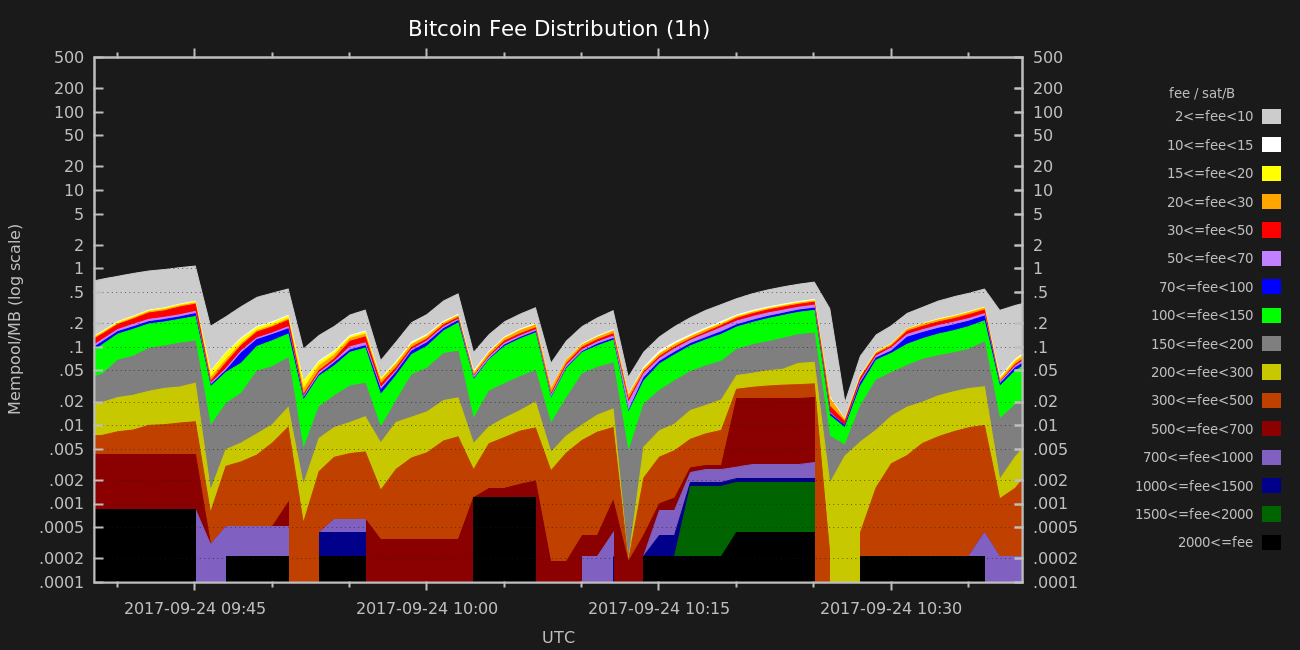 Bitcoin Fee Distribution (1h)
500
200
100
50
20
10
5
2
1
.5
.2
.1
.05
.02
.01
.005
.002
.001
.0005
.0002
.0001
Mempool/MB (log scale)
500
200
100
50
20
10
5
2
1
.5
.2
.1
.05
.02
.01
.005
.002
.001
.0005
.0002
.0001
2017-09-24 09:45
2017-09-24 10:00
2017-09-24 10:15
2017-09-24 10:30
UTC
fee / sat/B
2<=fee<10
10<=fee<15
15<=fee<20
20<=fee<30
30<=fee<50
50<=fee<70
70<=fee<100
100<=fee<150
150<=fee<200
200<=fee<300
300<=fee<500
500<=fee<700
700<=fee<1000
1000<=fee<1500
1500<=fee<2000
2000<=fee